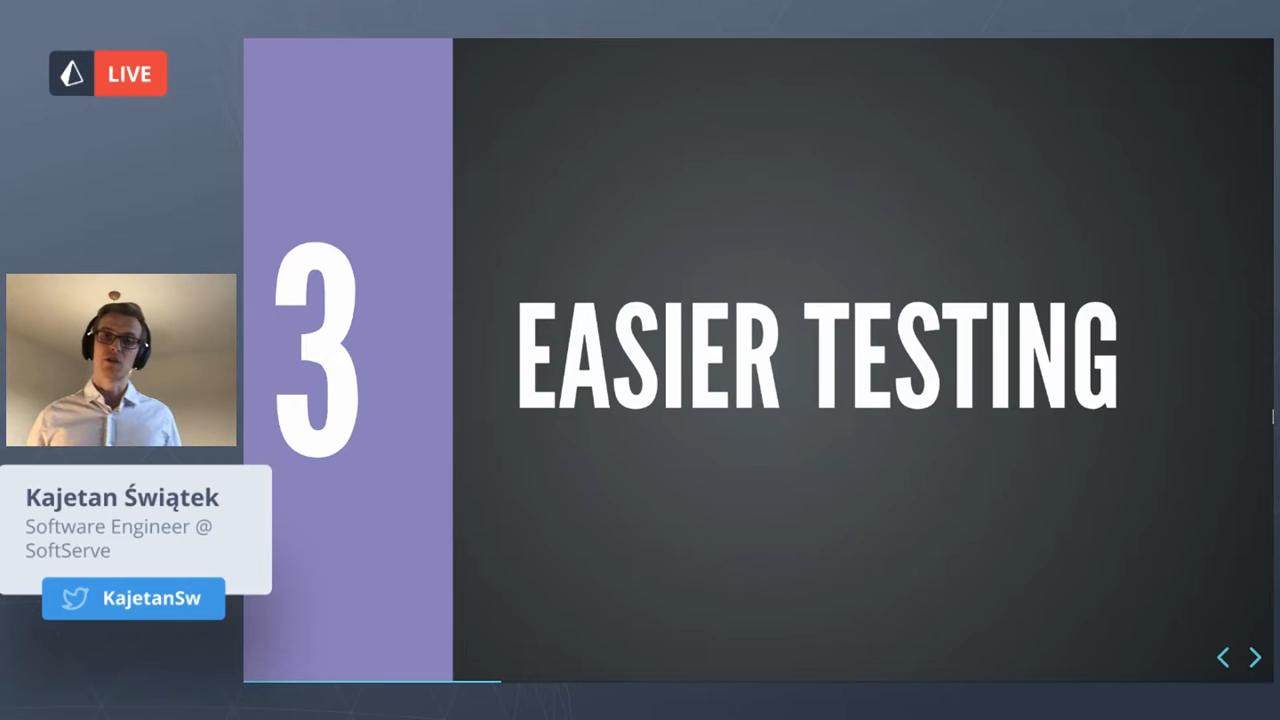 LIVE
3
EASIER TESTING
Kajetan Świątek
Software Engineer @
SoftServe
KajetanSw